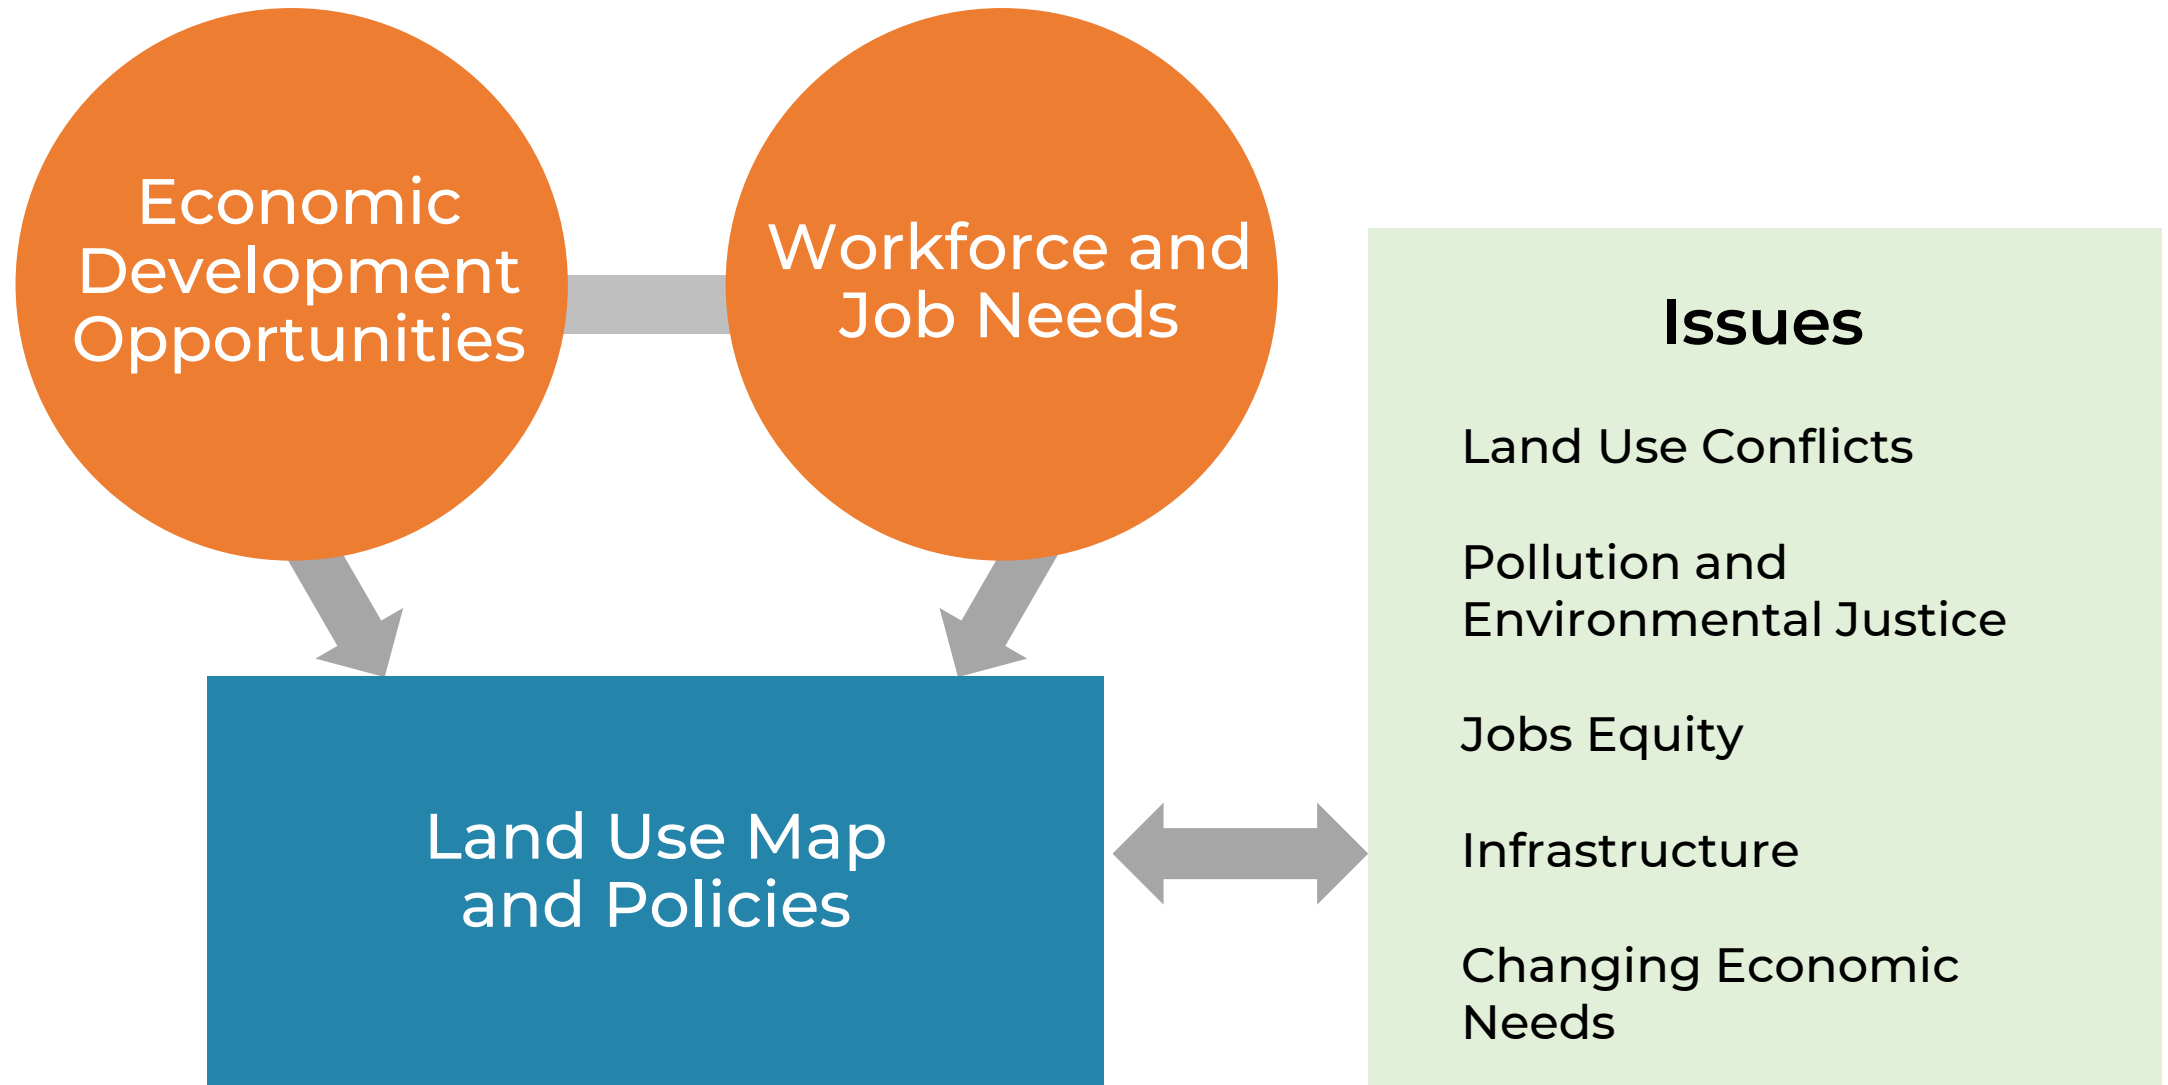 Economic
Development
Opportunities
Workforce and
Job Needs
Land Use Map
and Policies
Issues
Land Use Conflicts
Pollution and
Environmental Justice
Jobs Equity
Infrastructure
Changing Economic
Needs